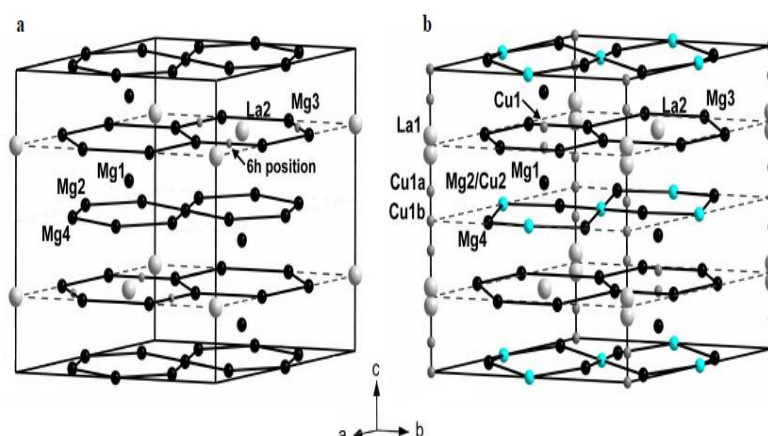 a
La2
Mg3
Mg1
6h position
Mg2
Mg4
b
Cu1
La2
Mg3
La1
Cu1a
Mg2/Cu2
Mg1
Cu1b
Mg4
c
a
b